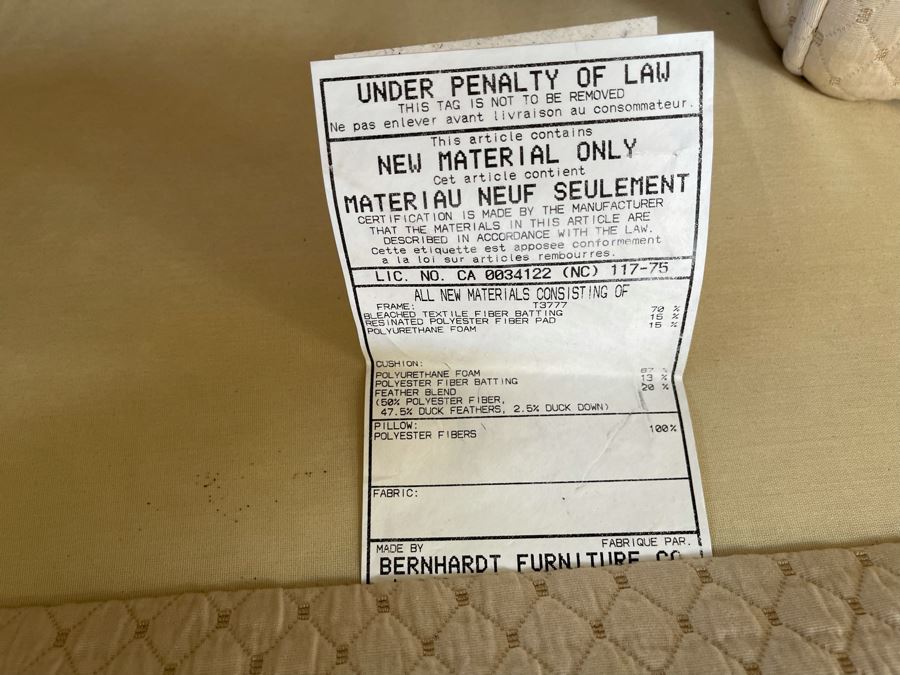 UNDER PENALTY OF LAW
THIS TAG IS NOT TO BE REMOVED
Ne pas enlever avant livraison au consommateur.
This article contains
NEW MATERIAL ONLY
Cet article contient
MATERIAU NEUF SEULEMENT
CERTIFICATION IS MADE BY THE MANUFACTURER
THAT THE MATERIALS IN THIS ARTICLE ARE
DESCRIBED IN ACCORDANCE WITH THE LAW.
Cette etiquette est apposee conformement
a la loi sur articles rembourres.
LIC. NO. CA 0034122 (NC) 117-75
ALL NEW MATERIALS CONSISTING OF
FRAME: T3777
BLEACHED TEXTILE FIBER BATTING 70 %
RESINATED POLYESTER FIBER PAD 15 %
POLYURETHANE FOAM 15 %
CUSHION:
POLYURETHANE FOAM 67 %
POLYESTER FIBER BATTING 13 %
FEATHER BLEND 20 %
(50% POLYESTER FIBER,
47.5% DUCK FEATHERS, 2.5% DUCK DOWN)
PILLOW:
POLYESTER FIBERS 100%
FABRIC:
MADE BY FABRIQUE PAR.
BERNHARDT FURNITURE CO